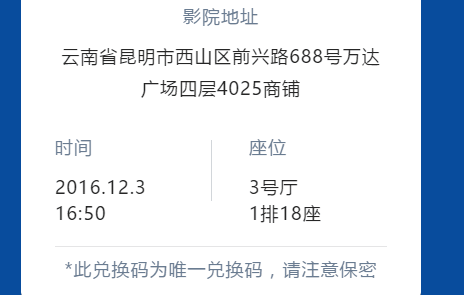 影院地址
云南省昆明市西山区前兴路688号万达
广场四层4025商铺
时间
2016.12.3
16:50
座位
3号厅
1排18座
*此兑换码为唯一兑换码，请注意保密